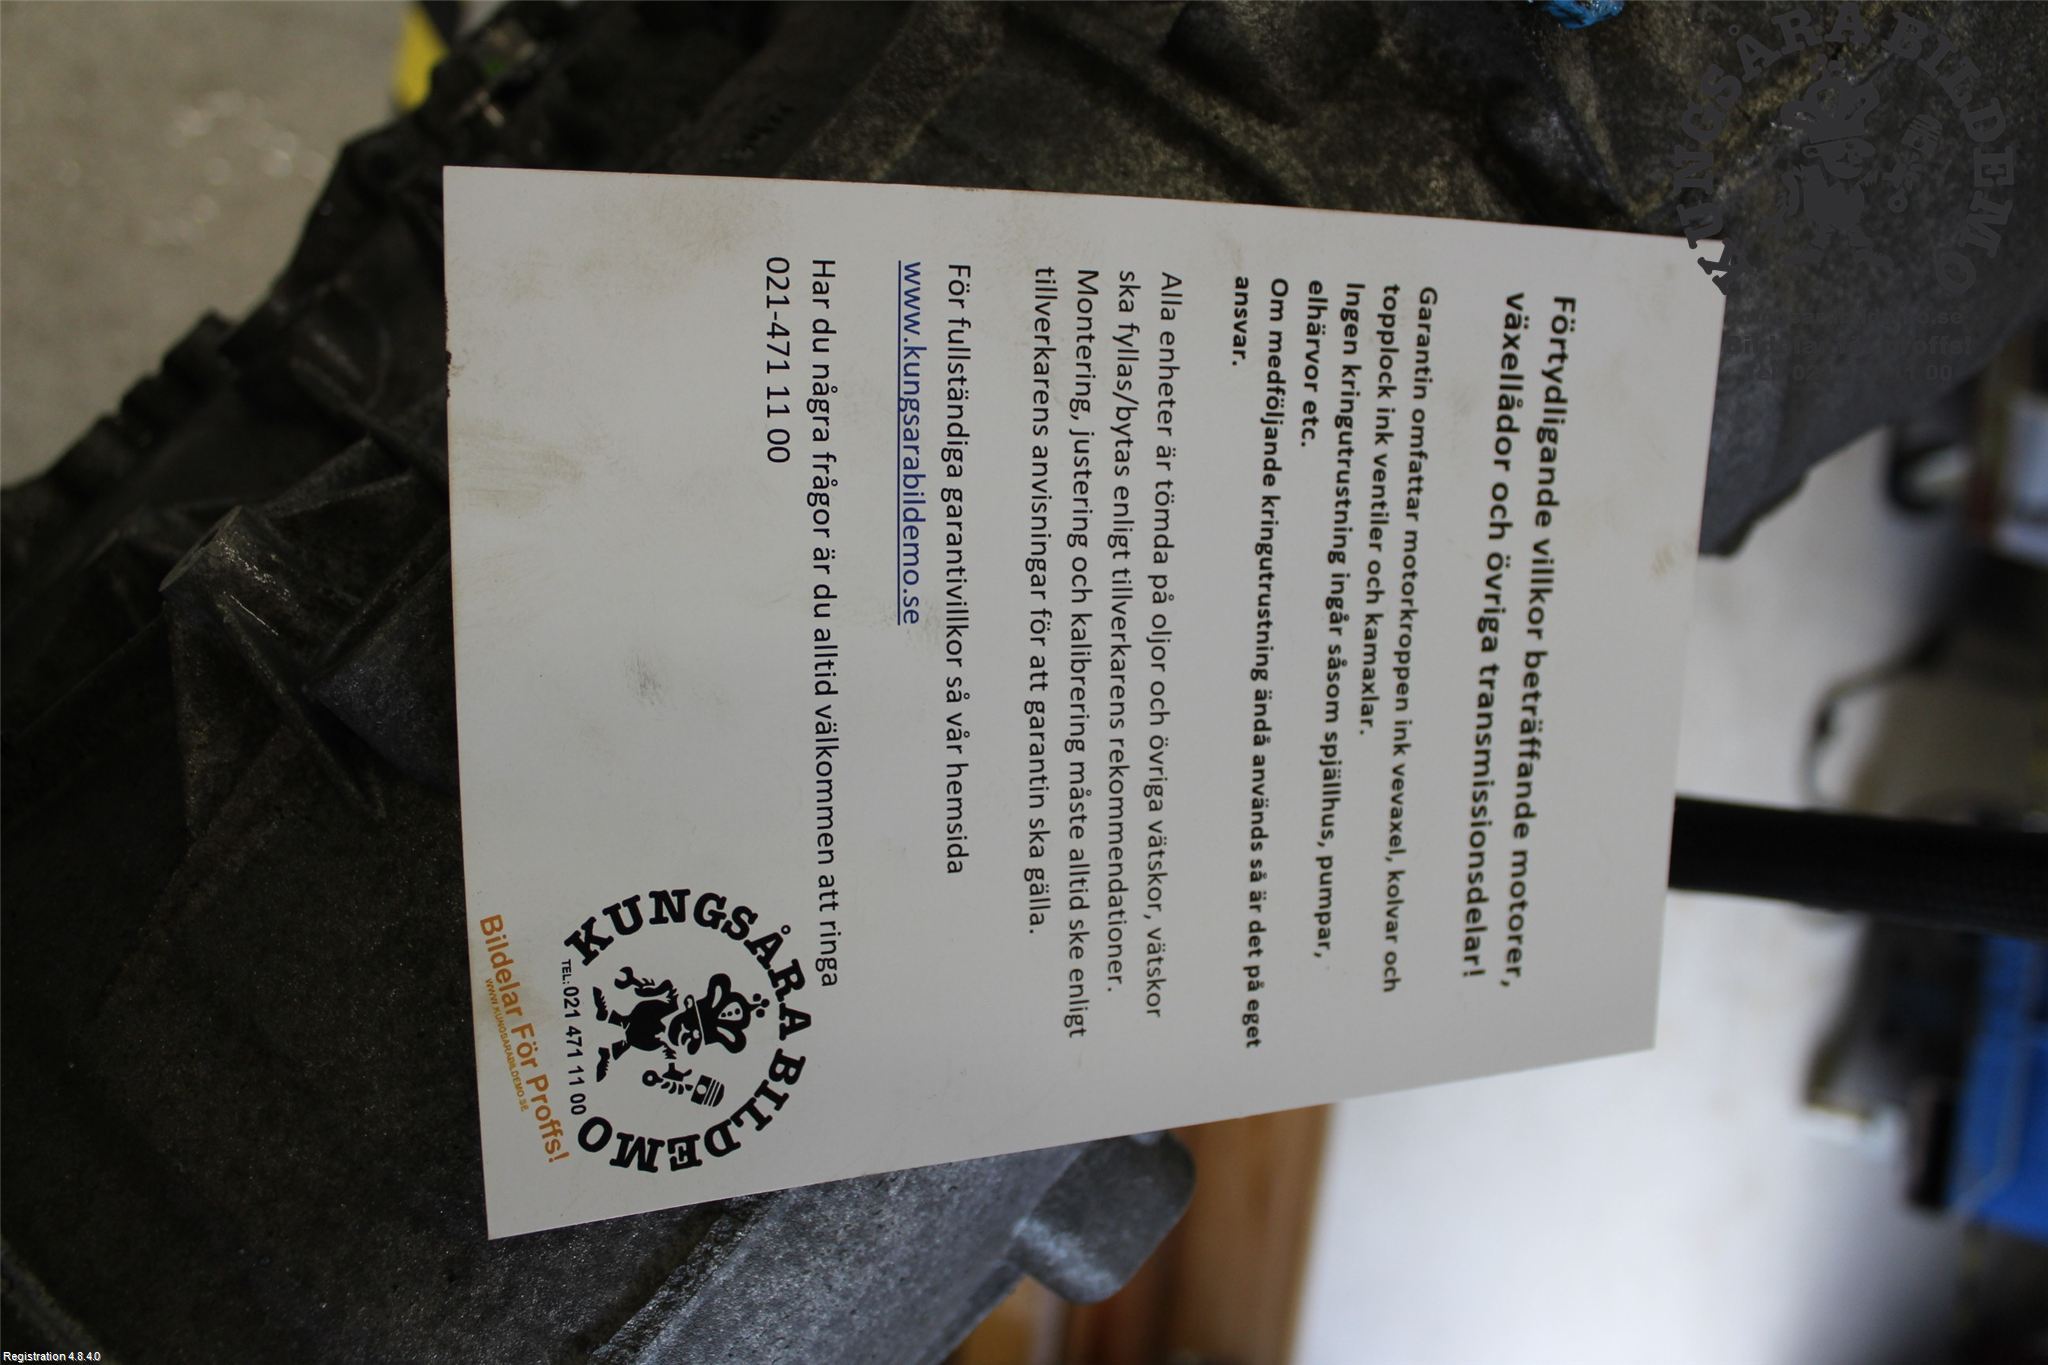 Förtydligande villkor beträffande motorer,
växellådor och övriga transmissionsdelar!
Garantin omfattar motorkroppen ink vevaxel, kolvar och
topplock ink ventiler och kamaxlar.
Ingen kringutrustning ingår såsom spjällhus, pumpar,
elhärvor etc.
Om medföljande kringutrustning ändå används så är det på eget
ansvar.
Alla enheter är tömda på oljor och övriga vätskor, vätskor
ska fyllas/bytas enligt tillverkarens rekommendationer.
Montering, justering och kalibrering måste alltid ske enligt
tillverkarens anvisningar för att garantin ska gälla.
För fullständiga garantivillkor så vår hemsida
www.kungsarabildemo.se
Har du några frågor är du alltid välkommen att ringa
021-471 11 00
KUNGSÅRA BILDEMO
TEL: 021 471 11 00
Bildelar För Proffs!
WWW.KUNGSARABILDEMO.SE
KUNGSÅRA BILDEMO
Registration 4.8.4.0